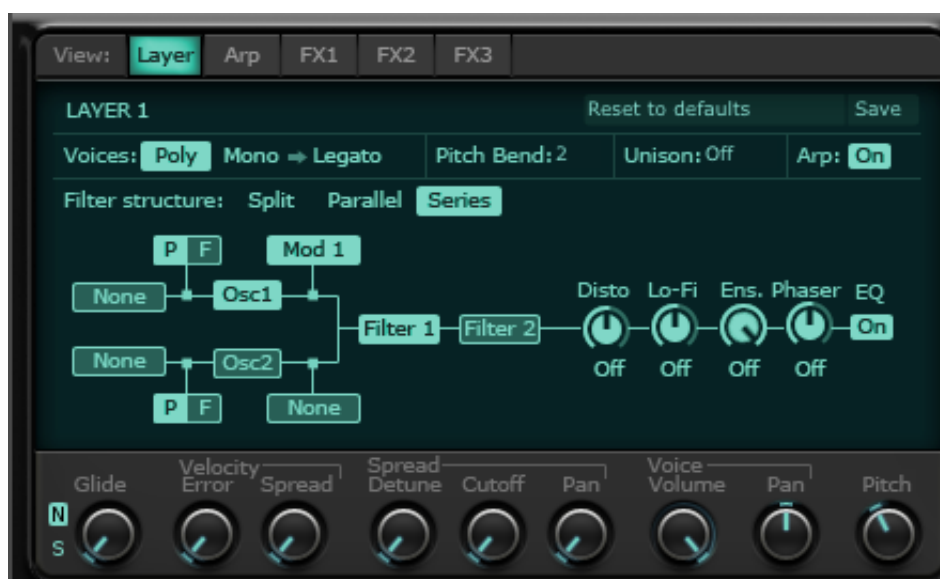 View: Layer Arp FX1 FX2 FX3
LAYER 1 Reset to defaults Save
Voices: Poly Mono Legato Pitch Bend: 2 Unison: Off Arp: On
Filter structure: Split Parallel Series
P F Mod 1
None Osc1 Disto Lo-Fi Ens. Phaser EQ
Filter 1 Filter 2 On
None Osc2 Off Off Off Off
P F None
Velocity Spread Voice
Glide Error Spread Detune Cutoff Pan Volume Pan Pitch
N
S